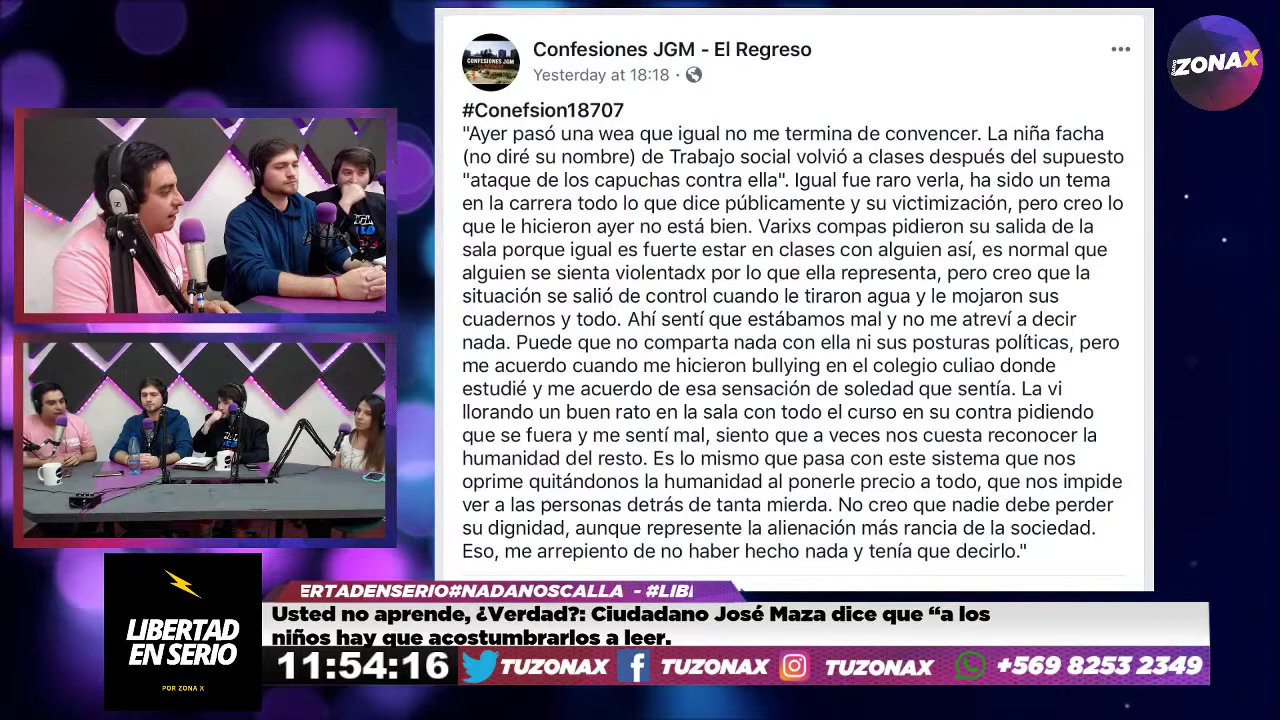 Confesiones JGM - El Regreso
Yesterday at 18:18 ·
CONFESIONES JGM
#Conefsion18707
"Ayer pasó una wea que igual no me termina de convencer. La niña facha
(no diré su nombre) de Trabajo social volvió a clases después del supuesto
"ataque de los capuchas contra ella". Igual fue raro verla, ha sido un tema
en la carrera todo lo que dice públicamente y su victimización, pero creo lo
que le hicieron ayer no está bien. Varixs compas pidieron su salida de la
sala porque igual es fuerte estar en clases con alguien así, es normal que
alguien se sienta violentadx por lo que ella representa, pero creo que la
situación se salió de control cuando le tiraron agua y le mojaron sus
cuadernos y todo. Ahí sentí que estábamos mal y no me atreví a decir
nada. Puede que no comparta nada con ella ni sus posturas políticas, pero
me acuerdo cuando me hicieron bullying en el colegio culiao donde
estudié y me acuerdo de esa sensación de soledad que sentía. La vi
llorando un buen rato en la sala con todo el curso en su contra pidiendo
que se fuera y me sentí mal, siento que a veces nos cuesta reconocer la
humanidad del resto. Es lo mismo que pasa con este sistema que nos
oprime quitándonos la humanidad al ponerle precio a todo, que nos impide
ver a las personas detrás de tanta mierda. No creo que nadie debe perder
su dignidad, aunque represente la alienación más rancia de la sociedad.
Eso, me arrepiento de no haber hecho nada y tenía que decirlo."
ZONAX
ERTADENSERIO#NADANOSCALLA - #LIBI
Usted no aprende, ¿Verdad?: Ciudadano José Maza dice que “a los
niños hay que acostumbrarlos a leer.
LIBERTAD
EN SERIO
POR ZONA X
11:54:16 TUZONAX TUZONAX TUZONAX +569 8253 2349